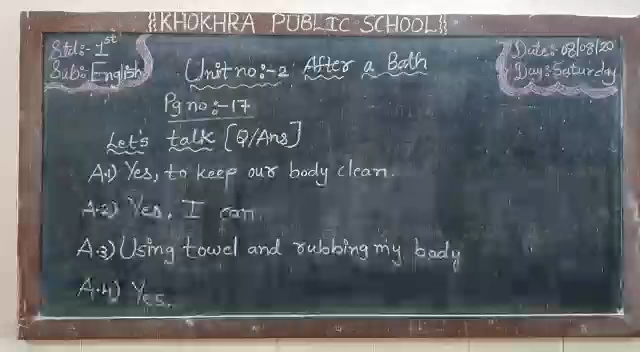 {{KHOKHRA PUBLIC SCHOOL}}
Std:- 1st
Sub: English
Unit no:-2 After a Bath
Date: 08/08/20
Day: Saturday
Pg no :-17
Let's talk [Q/Ans]
A.1) Yes, to keep our body clean.
A.2) Yes, I can.
A.3) Using towel and rubbing my body
A.4) Yes.